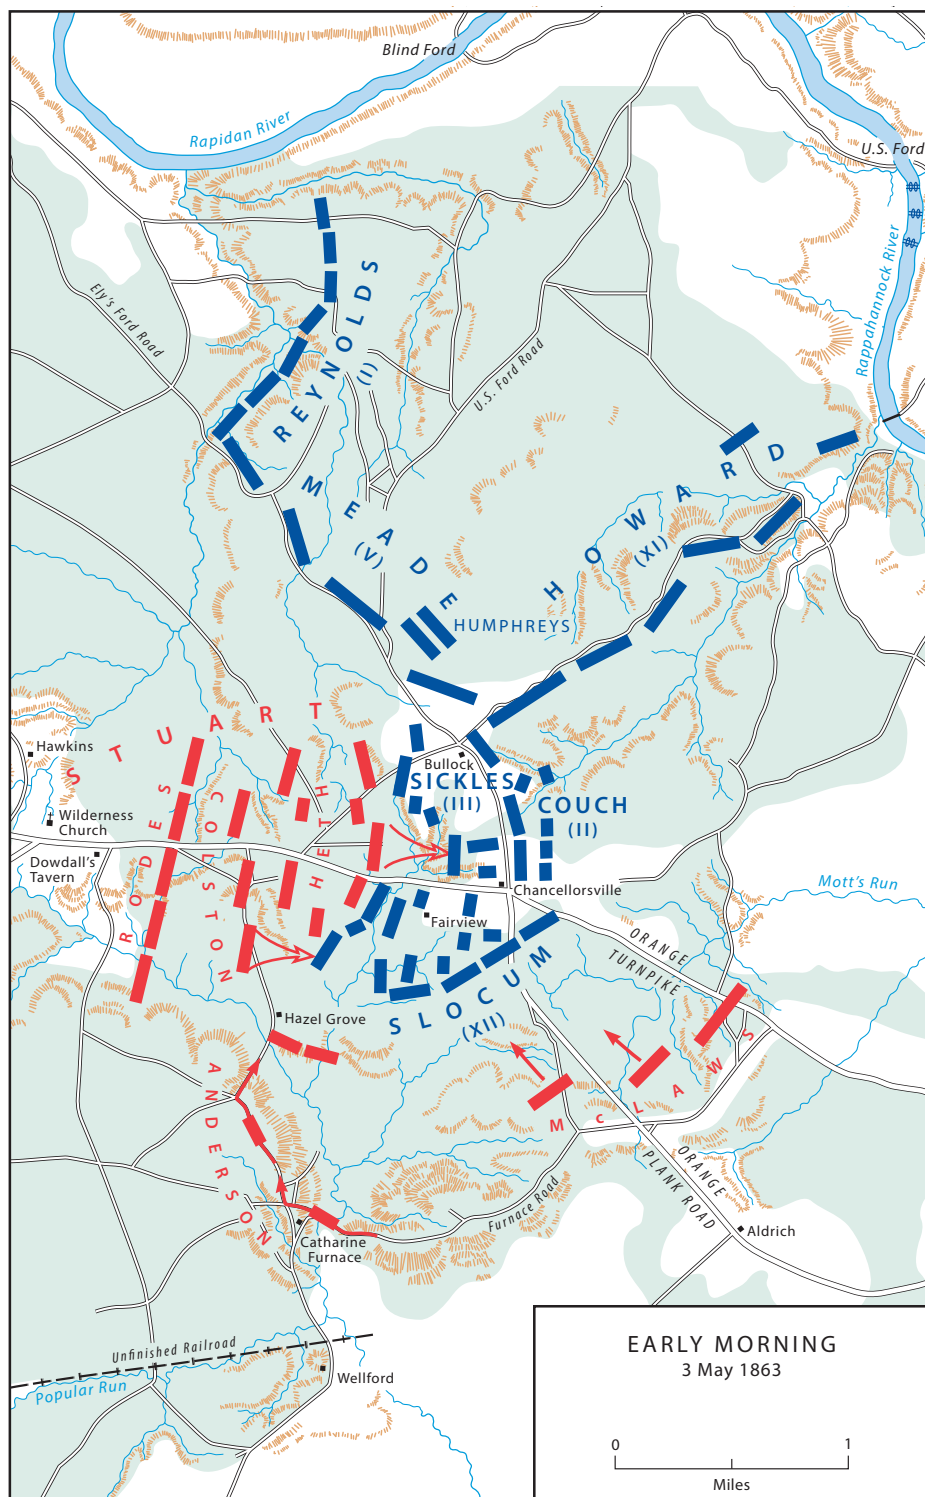 Blind Ford
Rapidan River
U.S. Ford
Rappahannock River
Ely's Ford Road
REYNOLDS
(I)
U.S. Ford Road
HOWARD
(XI)
MEADE
(V)
HUMPHREYS
STUART
Hawkins
Bullock
SICKLES
(III)
COUCH
(II)
Wilderness
Church
RODES
COLSTON
HETH
Dowdall's
Tavern
Chancellorsville
Mott's Run
Fairview
ORANGE
TURNPIKE
SLOCUM
(XII)
Hazel Grove
McLAWS
ANDERSON
ORANGE
PLANK ROAD
Furnace Road
Catharine
Furnace
Aldrich
Unfinished Railroad
Popular Run
Wellford
EARLY MORNING
3 May 1863
0 1
Miles